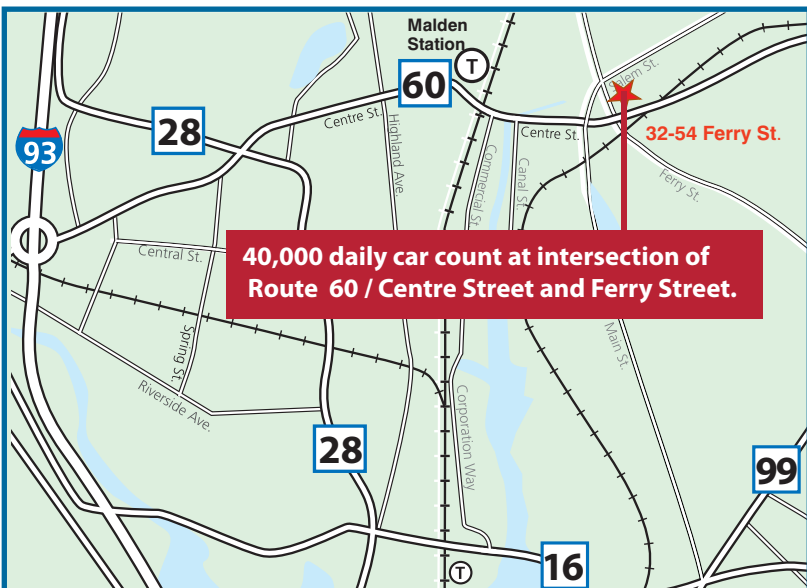 Malden
Station
T
60
Salem St.
28
Centre St.
Highland Ave.
Centre St.
32-54 Ferry St.
93
Commercial St.
Canal St.
Ferry St.
Central St.
40,000 daily car count at intersection of
Route 60 / Centre Street and Ferry Street.
Spring St.
Main St.
Riverside Ave.
Corporation Way
28
99
16
T